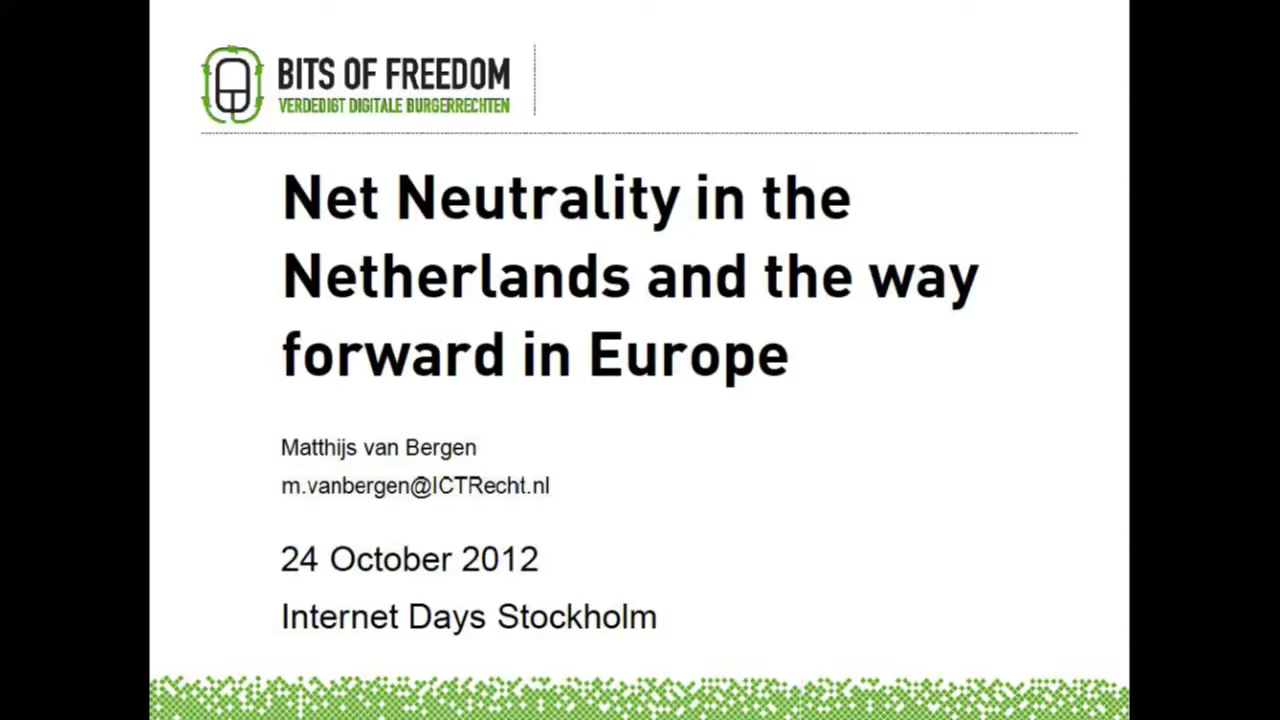 BITS OF FREEDOM
VERDEDIGT DIGITALE BURGERRECHTEN
Net Neutrality in the
Netherlands and the way
forward in Europe
Matthijs van Bergen
m.vanbergen@ICTRecht.nl
24 October 2012
Internet Days Stockholm